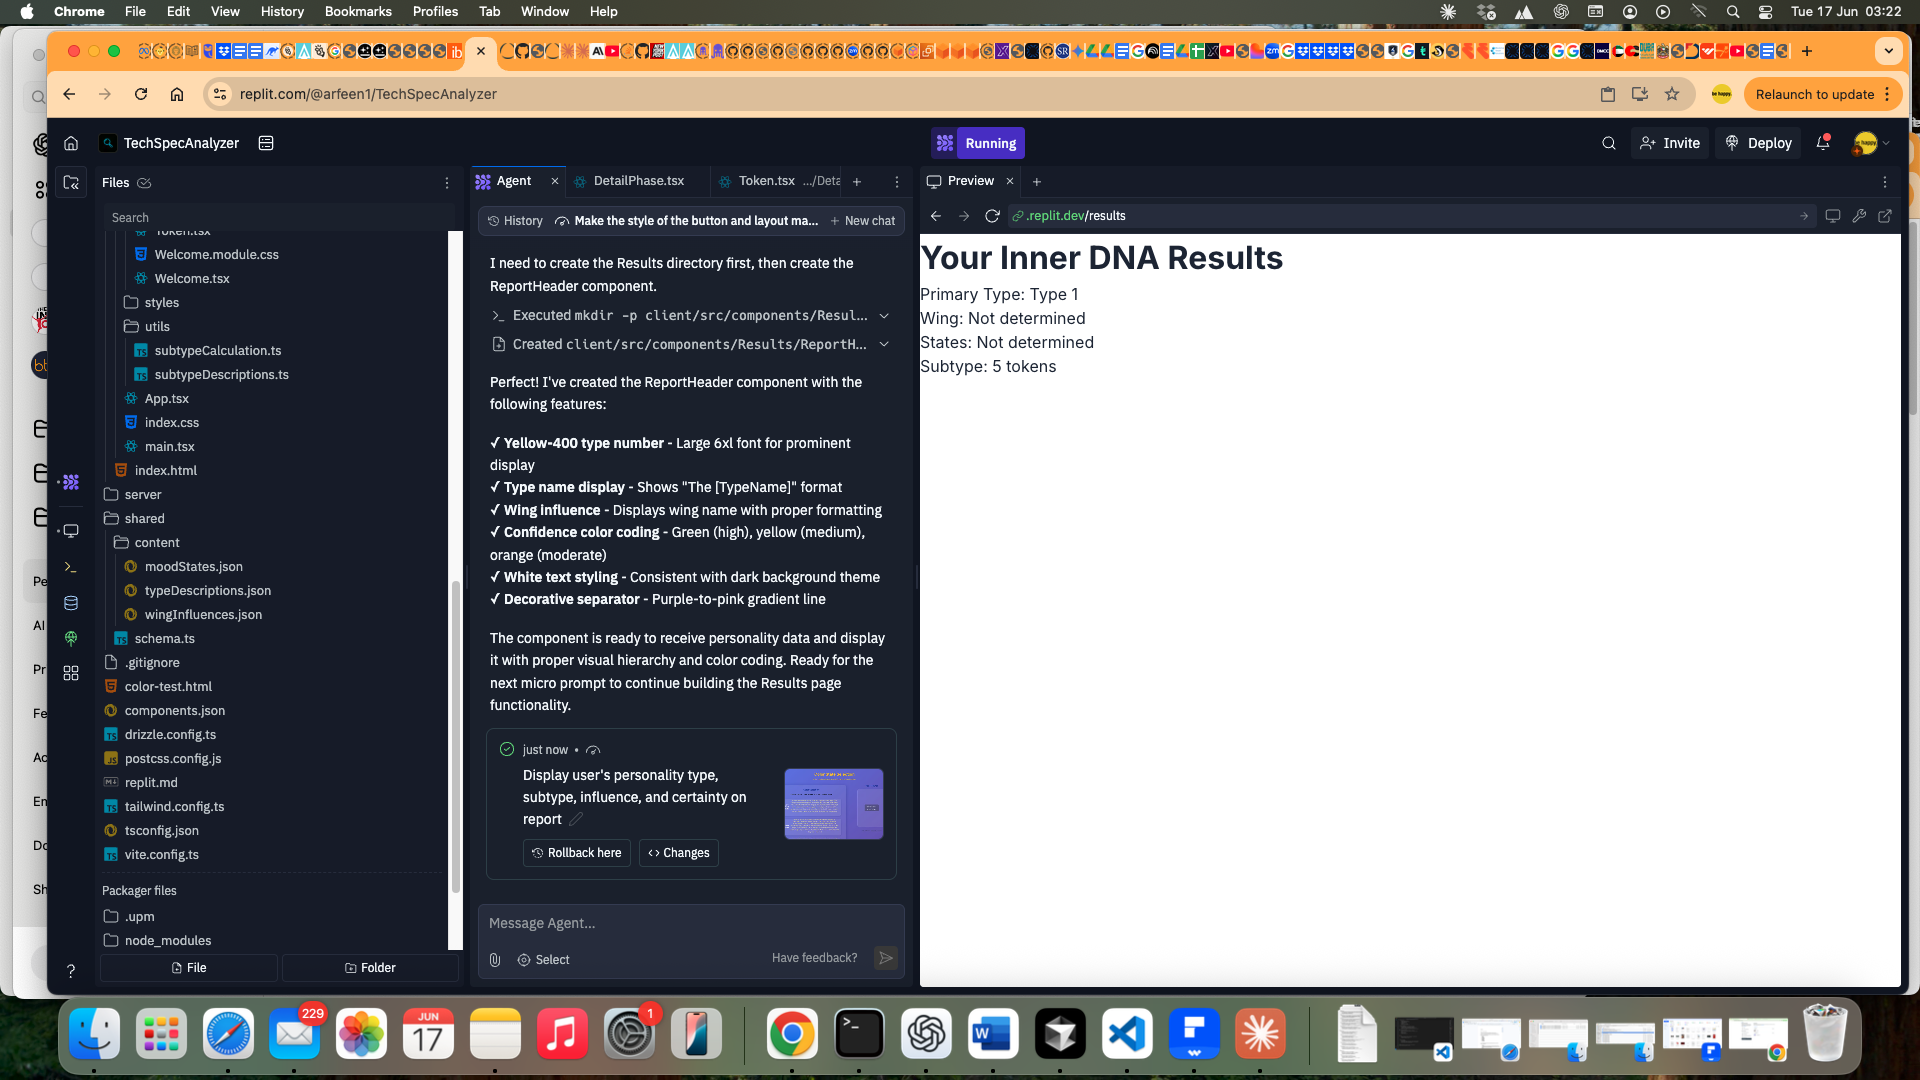 Chrome File Edit View History Bookmarks Profiles Tab Window Help
Tue 17 Jun 03:22
replit.com/@arfeen1/TechSpecAnalyzer
Relaunch to update
TechSpecAnalyzer
Running
Invite
Deploy
Files
Search
Token.tsx
Welcome.module.css
Welcome.tsx
styles
utils
subtypeCalculation.ts
subtypeDescriptions.ts
App.tsx
index.css
main.tsx
index.html
server
shared
content
moodStates.json
typeDescriptions.json
wingInfluences.json
schema.ts
.gitignore
color-test.html
components.json
drizzle.config.ts
postcss.config.js
replit.md
tailwind.config.ts
tsconfig.json
vite.config.ts
Packager files
.upm
node_modules
File
Folder
Agent
DetailPhase.tsx
Token.tsx .../Deta
History
Make the style of the button and layout ma...
New chat
I need to create the Results directory first, then create the
ReportHeader component.
Executed mkdir -p client/src/components/Resul...
Created client/src/components/Results/ReportH...
Perfect! I've created the ReportHeader component with the
following features:
✓ Yellow-400 type number - Large 6xl font for prominent
display
✓ Type name display - Shows "The [TypeName]" format
✓ Wing influence - Displays wing name with proper formatting
✓ Confidence color coding - Green (high), yellow (medium),
orange (moderate)
✓ White text styling - Consistent with dark background theme
✓ Decorative separator - Purple-to-pink gradient line
The component is ready to receive personality data and display
it with proper visual hierarchy and color coding. Ready for the
next micro prompt to continue building the Results page
functionality.
just now •
Display user's personality type,
subtype, influence, and certainty on
report
Rollback here
Changes
Message Agent...
Select
Have feedback?
Preview
.replit.dev/results
Your Inner DNA Results
Primary Type: Type 1
Wing: Not determined
States: Not determined
Subtype: 5 tokens
Pe
AI
Pr
Fe
Ac
En
Do
Sh
229
JUN
17
1